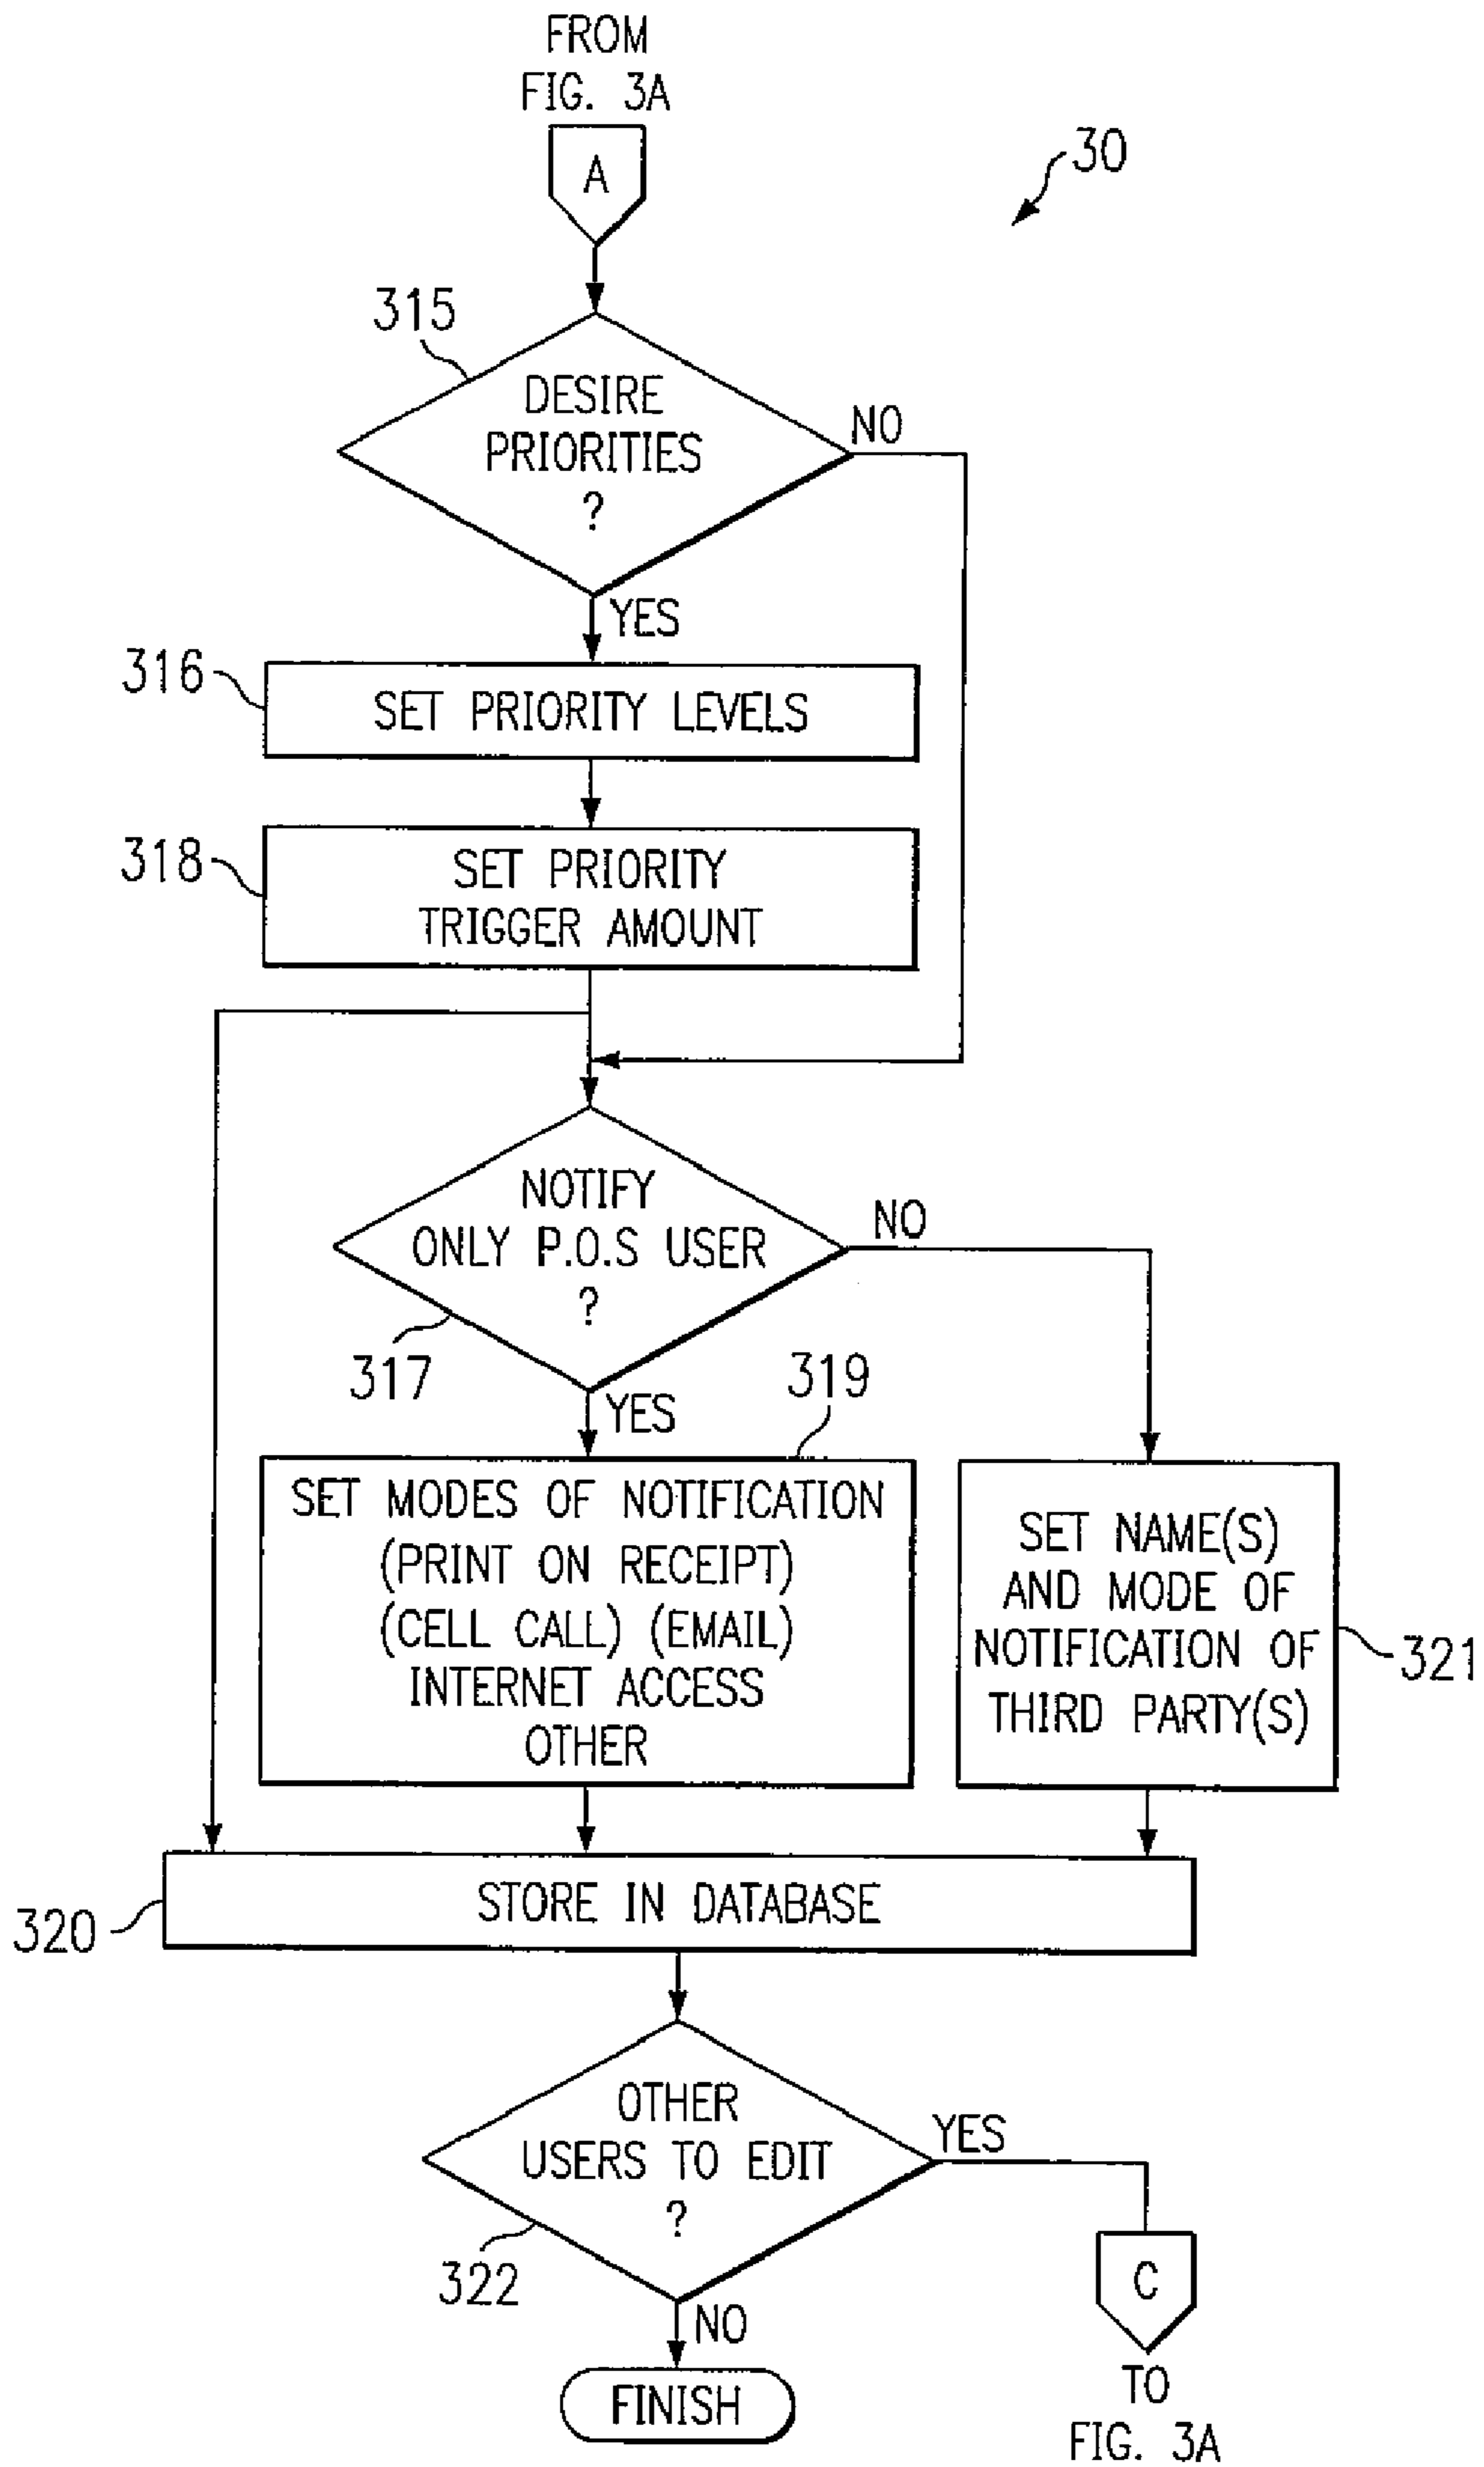 FROM
FIG. 3A
A
30
315
DESIRE
PRIORITIES
?
NO
YES
316
SET PRIORITY LEVELS
318
SET PRIORITY
TRIGGER AMOUNT
NOTIFY
ONLY P.O.S USER
?
NO
317
YES
319
SET MODES OF NOTIFICATION
(PRINT ON RECEIPT)
(CELL CALL) (EMAIL)
INTERNET ACCESS
OTHER
SET NAME(S)
AND MODE OF
NOTIFICATION OF
THIRD PARTY(S)
321
320
STORE IN DATABASE
OTHER
USERS TO EDIT
?
YES
322
NO
C
FINISH
TO
FIG. 3A